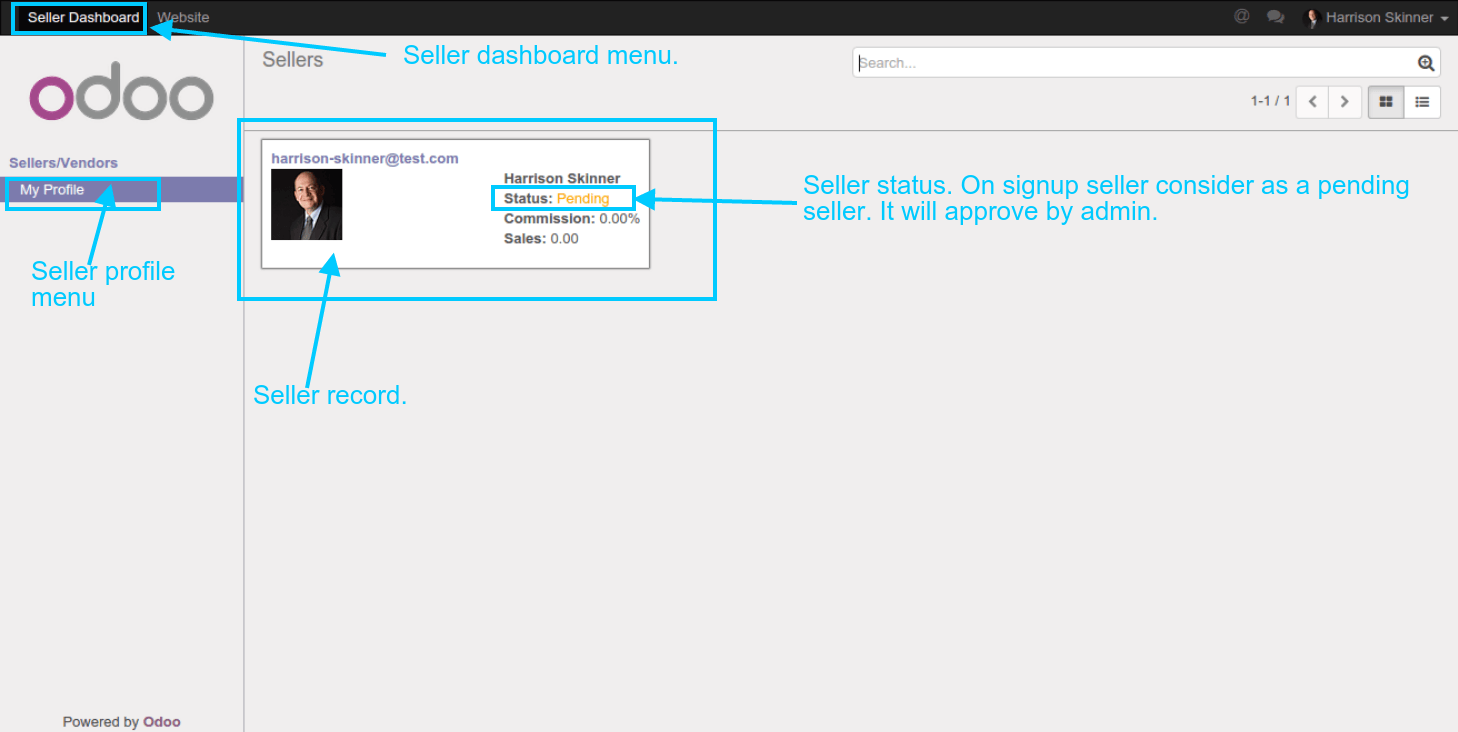 Seller Dashboard Website
@ Harrison Skinner
Seller dashboard menu.
odoo
Sellers
Search...
1-1 / 1
Sellers/Vendors
My Profile
Seller profile
menu
harrison-skinner@test.com
Harrison Skinner
Status: Pending
Commission: 0.00%
Sales: 0.00
Seller status. On signup seller consider as a pending
seller. It will approve by admin.
Seller record.
Powered by Odoo